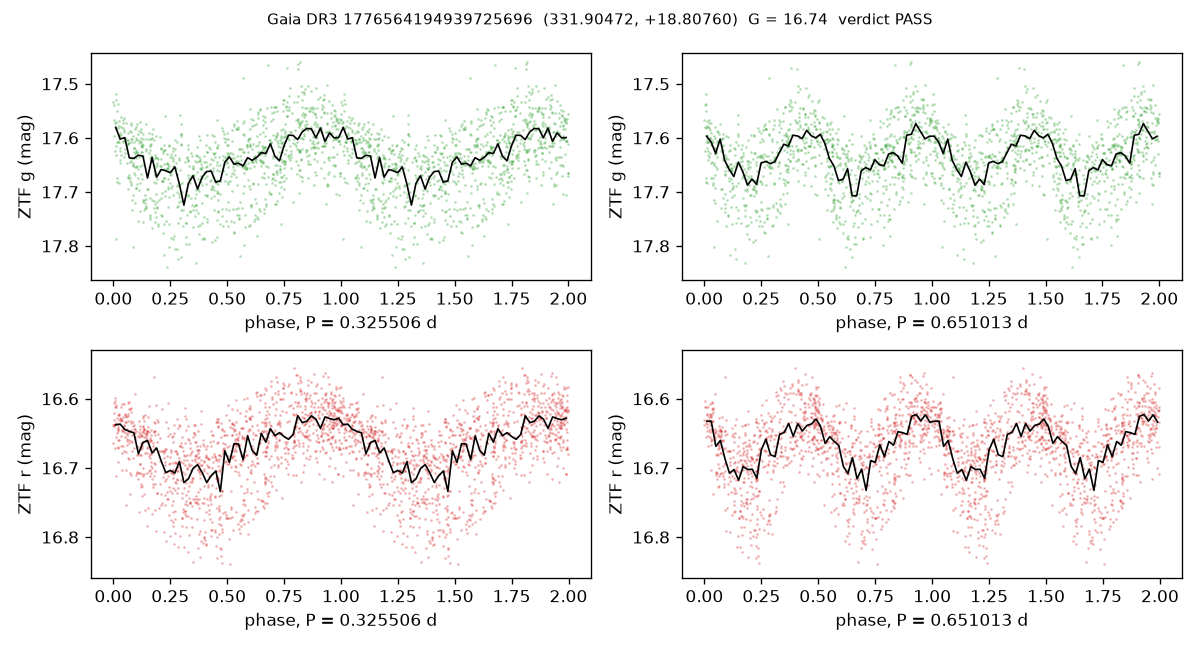 Gaia DR3 1776564194939725696  (331.90472, +18.80760)  G = 16.74  verdict PASS
ZTF g (mag)
17.5
17.6
17.7
17.8
0.00 0.25 0.50 0.75 1.00 1.25 1.50 1.75 2.00
phase, P = 0.325506 d
ZTF g (mag)
17.5
17.6
17.7
17.8
0.00 0.25 0.50 0.75 1.00 1.25 1.50 1.75 2.00
phase, P = 0.651013 d
ZTF r (mag)
16.6
16.7
16.8
0.00 0.25 0.50 0.75 1.00 1.25 1.50 1.75 2.00
phase, P = 0.325506 d
ZTF r (mag)
16.6
16.7
16.8
0.00 0.25 0.50 0.75 1.00 1.25 1.50 1.75 2.00
phase, P = 0.651013 d